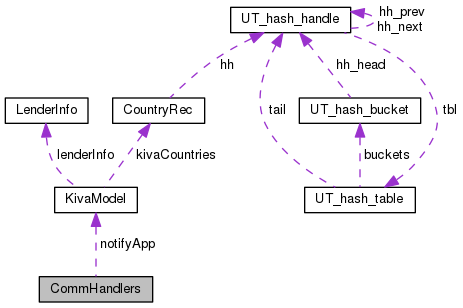 UT_hash_handle
hh_prev
hh_next
hh
hh_head
LenderInfo
CountryRec
UT_hash_bucket
tail
tbl
lenderInfo
kivaCountries
buckets
KivaModel
UT_hash_table
notifyApp
CommHandlers